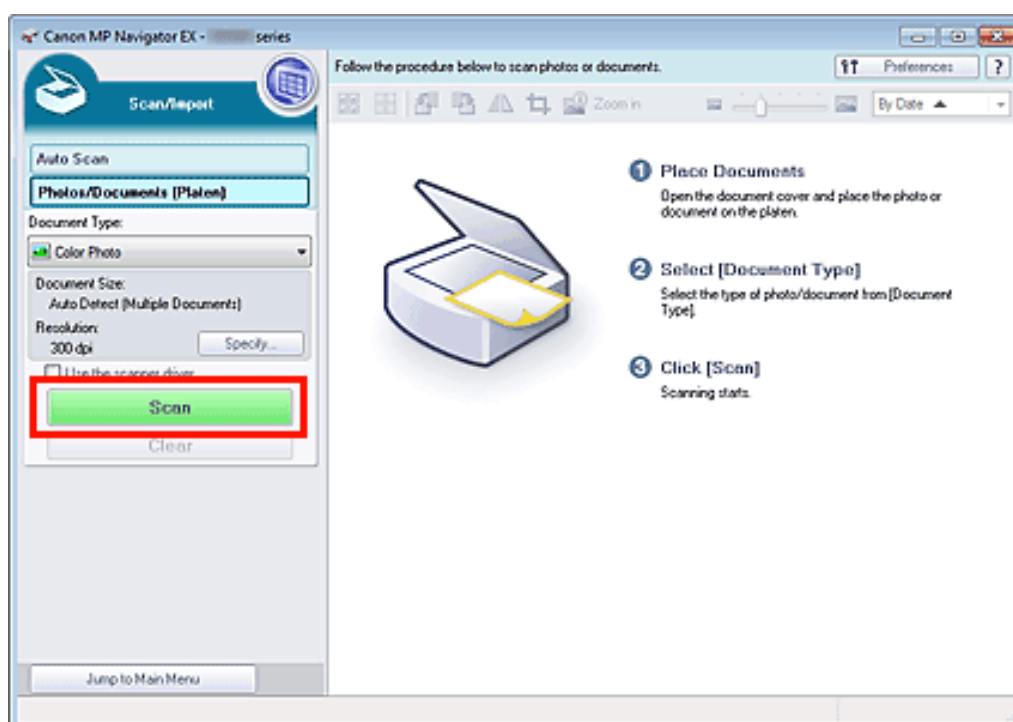 Canon MP Navigator EX - series
Scan/Import
Follow the procedure below to scan photos or documents.
Preferences
?
Zoom in
By Date
Auto Scan
Photos/Documents (Platen)
Document Type:
Color Photo
Document Size:
Auto Detect (Multiple Documents)
Resolution:
300 dpi
Specify...
Use the scanner driver
Scan
Clear
1 Place Documents
Open the document cover and place the photo or
document on the platen.
2 Select [Document Type]
Select the type of photo/document from [Document
Type].
3 Click [Scan]
Scanning starts.
Jump to Main Menu